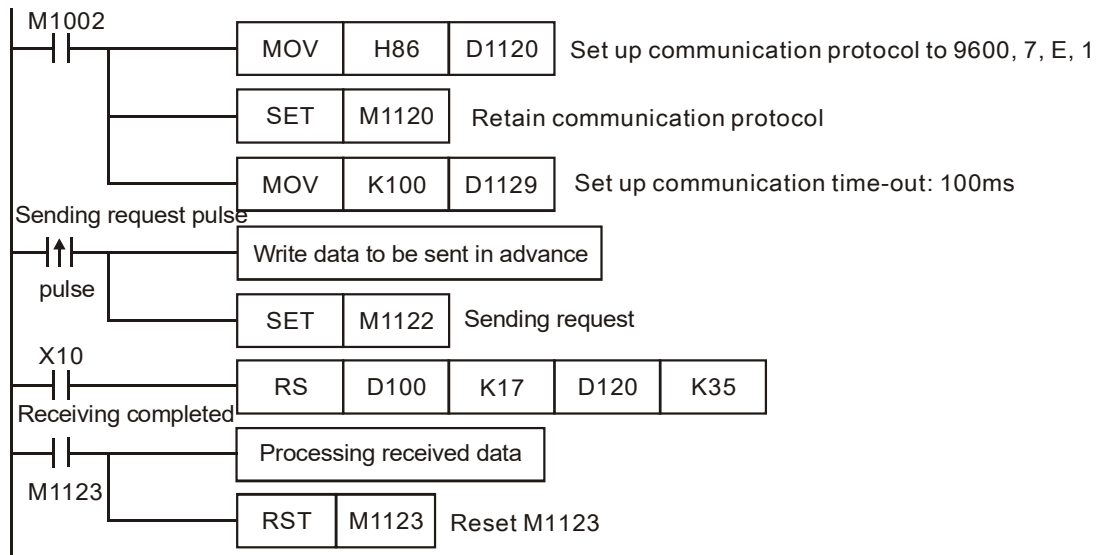 M1002
MOV H86 D1120 Set up communication protocol to 9600, 7, E, 1
SET M1120 Retain communication protocol
MOV K100 D1129 Set up communication time-out: 100ms
Sending request pulse
Write data to be sent in advance
pulse
SET M1122 Sending request
X10
RS D100 K17 D120 K35
Receiving completed
Processing received data
M1123
RST M1123 Reset M1123